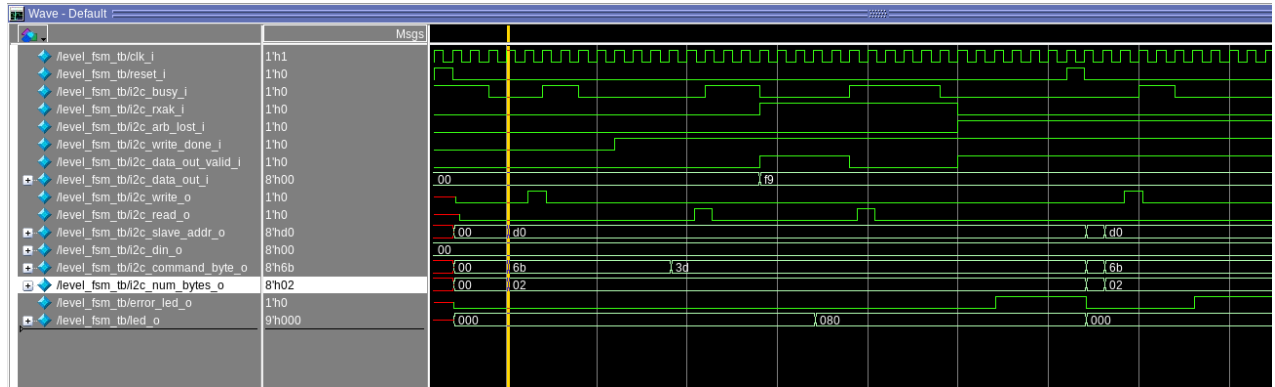 Wave - Default
Msgs
/level_fsm_tb/clk_i 1'h1
/level_fsm_tb/reset_i 1'h0
/level_fsm_tb/i2c_busy_i 1'h0
/level_fsm_tb/i2c_rxak_i 1'h0
/level_fsm_tb/i2c_arb_lost_i 1'h0
/level_fsm_tb/i2c_write_done_i 1'h0
/level_fsm_tb/i2c_data_out_valid_i 1'h0
/level_fsm_tb/i2c_data_out_i 8'h00 00 f9
/level_fsm_tb/i2c_write_o 1'h0
/level_fsm_tb/i2c_read_o 1'h0
/level_fsm_tb/i2c_slave_addr_o 8'hd0 00 d0 d0
/level_fsm_tb/i2c_din_o 8'h00 00
/level_fsm_tb/i2c_command_byte_o 8'h6b 00 6b 3d 6b
/level_fsm_tb/i2c_num_bytes_o 8'h02 00 02 02
/level_fsm_tb/error_led_o 1'h0
/level_fsm_tb/led_o 9'h000 000 080 000